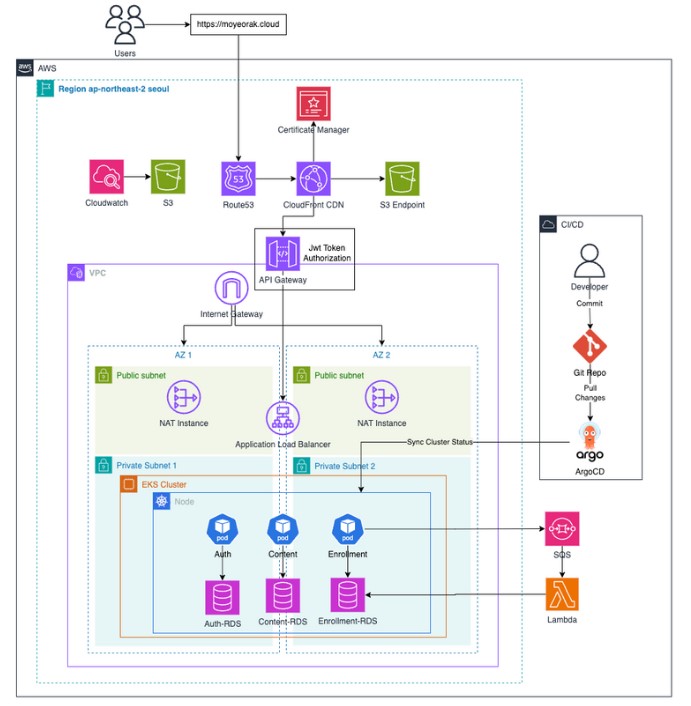 https://moyeorak.cloud
Users
aws
AWS
Region ap-northeast-2 seoul
Certificate Manager
53
Cloudwatch
S3
Route53
CloudFront CDN
S3 Endpoint
CI/CD
Jwt Token
Authorization
API Gateway
VPC
Developer
Internet Gateway
Commit
AZ 1
AZ 2
Git Repo
Public subnet
Public subnet
Pull
Changes
NAT Instance
NAT Instance
Application Load Balancer
Sync Cluster Status
argo
ArgoCD
Private Subnet 1
Private Subnet 2
EKS Cluster
Node
pod
pod
pod
Auth
Content
Enrollment
SQS
Auth-RDS
Content-RDS
Enrollment-RDS
Lambda